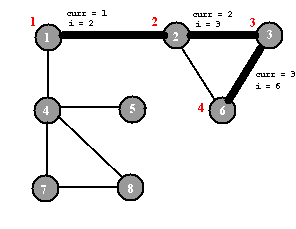 1 curr = 1
i = 2
2 curr = 2
i = 3
3
1
2
3
curr = 3
i = 6
4
4
5
6
7
8